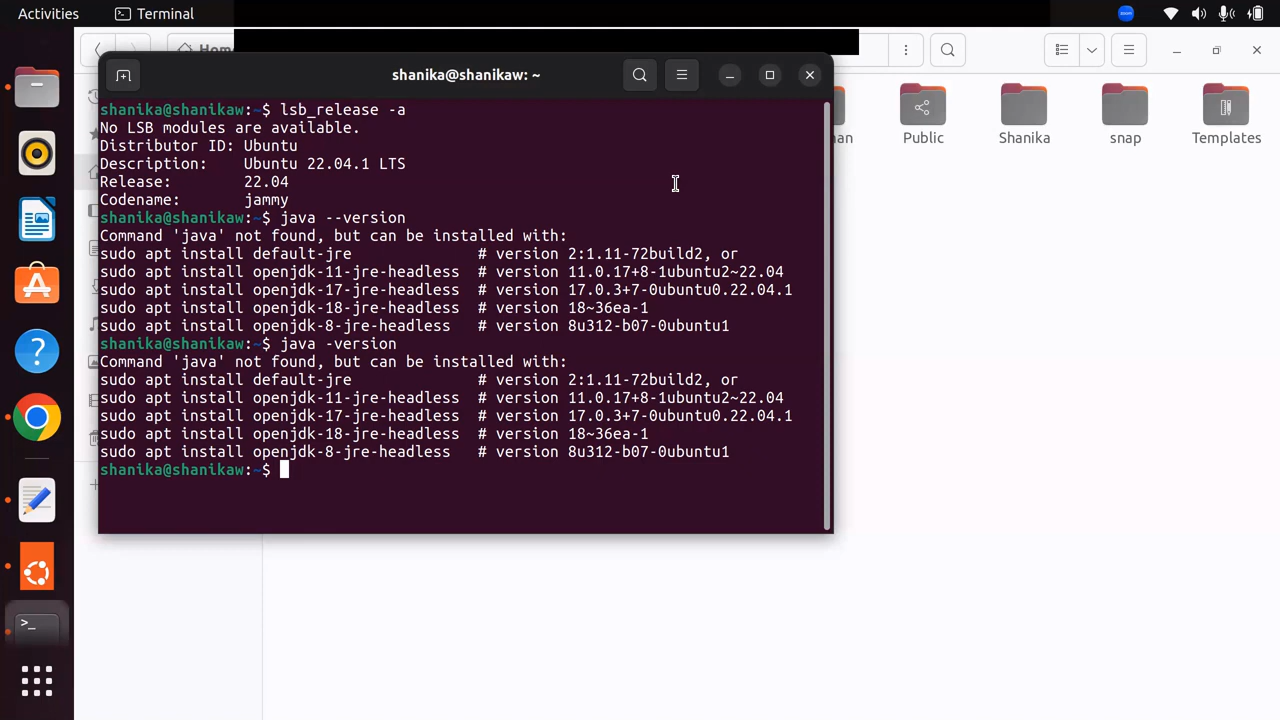 Activities
Terminal
Home
shanika@shanikaw: ~
Public
Shanika
snap
Templates
shanika@shanikaw:~$ lsb_release -a
No LSB modules are available.
Distributor ID: Ubuntu
Description: Ubuntu 22.04.1 LTS
Release: 22.04
Codename: jammy
shanika@shanikaw:~$ java --version
Command 'java' not found, but can be installed with:
sudo apt install default-jre # version 2:1.11-72build2, or
sudo apt install openjdk-11-jre-headless # version 11.0.17+8-1ubuntu2~22.04
sudo apt install openjdk-17-jre-headless # version 17.0.3+7-0ubuntu0.22.04.1
sudo apt install openjdk-18-jre-headless # version 18~36ea-1
sudo apt install openjdk-8-jre-headless # version 8u312-b07-0ubuntu1
shanika@shanikaw:~$ java -version
Command 'java' not found, but can be installed with:
sudo apt install default-jre # version 2:1.11-72build2, or
sudo apt install openjdk-11-jre-headless # version 11.0.17+8-1ubuntu2~22.04
sudo apt install openjdk-17-jre-headless # version 17.0.3+7-0ubuntu0.22.04.1
sudo apt install openjdk-18-jre-headless # version 18~36ea-1
sudo apt install openjdk-8-jre-headless # version 8u312-b07-0ubuntu1
shanika@shanikaw:~$